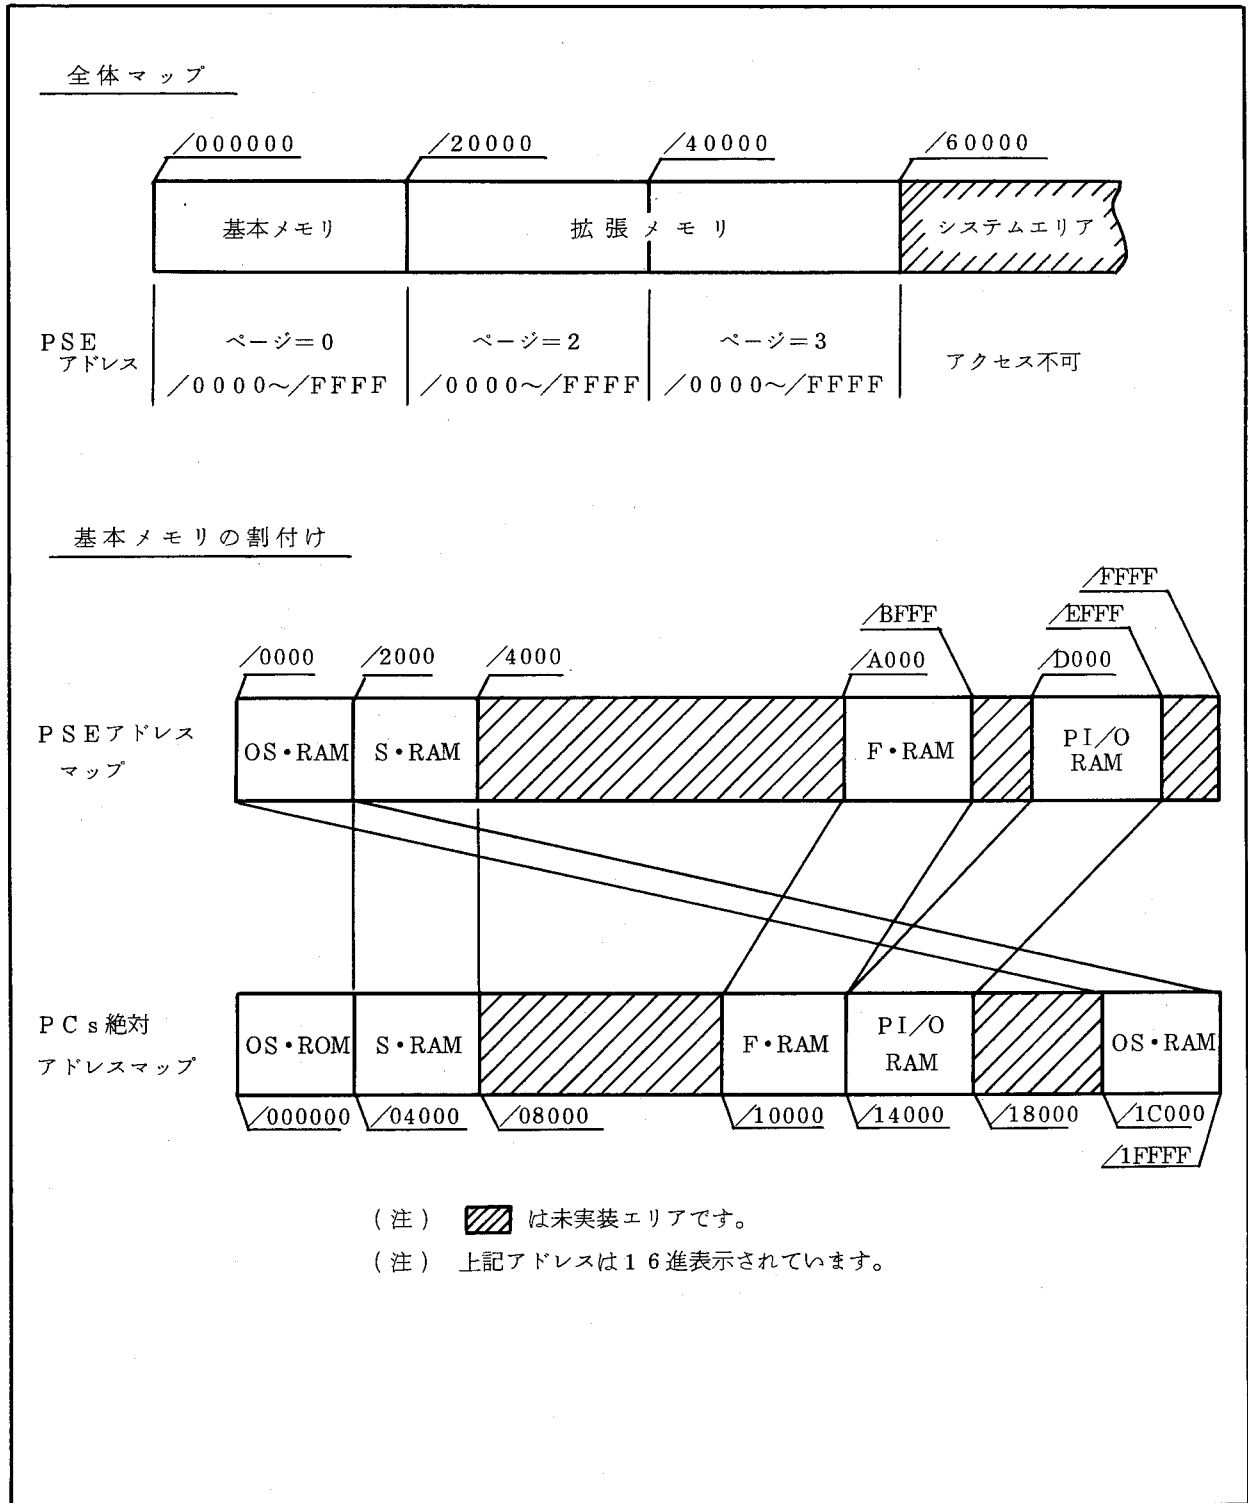 全体マップ
/000000 /20000 /40000 /60000
基本メモリ 拡張メモリ システムエリア
PSE
アドレス
ページ=0 ページ=2 ページ=3
アクセス不可
/0000~/FFFF /0000~/FFFF /0000~/FFFF
基本メモリの割付け
/FFFF
/BFFF /EFFF
/0000 /2000 /4000 /A000 /D000
PSEアドレス
マップ
OS・RAM S・RAM F・RAM PI/O
RAM
PCs絶対
アドレスマップ
OS・ROM S・RAM F・RAM PI/O
RAM
OS・RAM
/000000 /04000 /08000 /10000 /14000 /18000 /1C000
/1FFFF
(注) は未実装エリアです。
(注) 上記アドレスは16進表示されています。